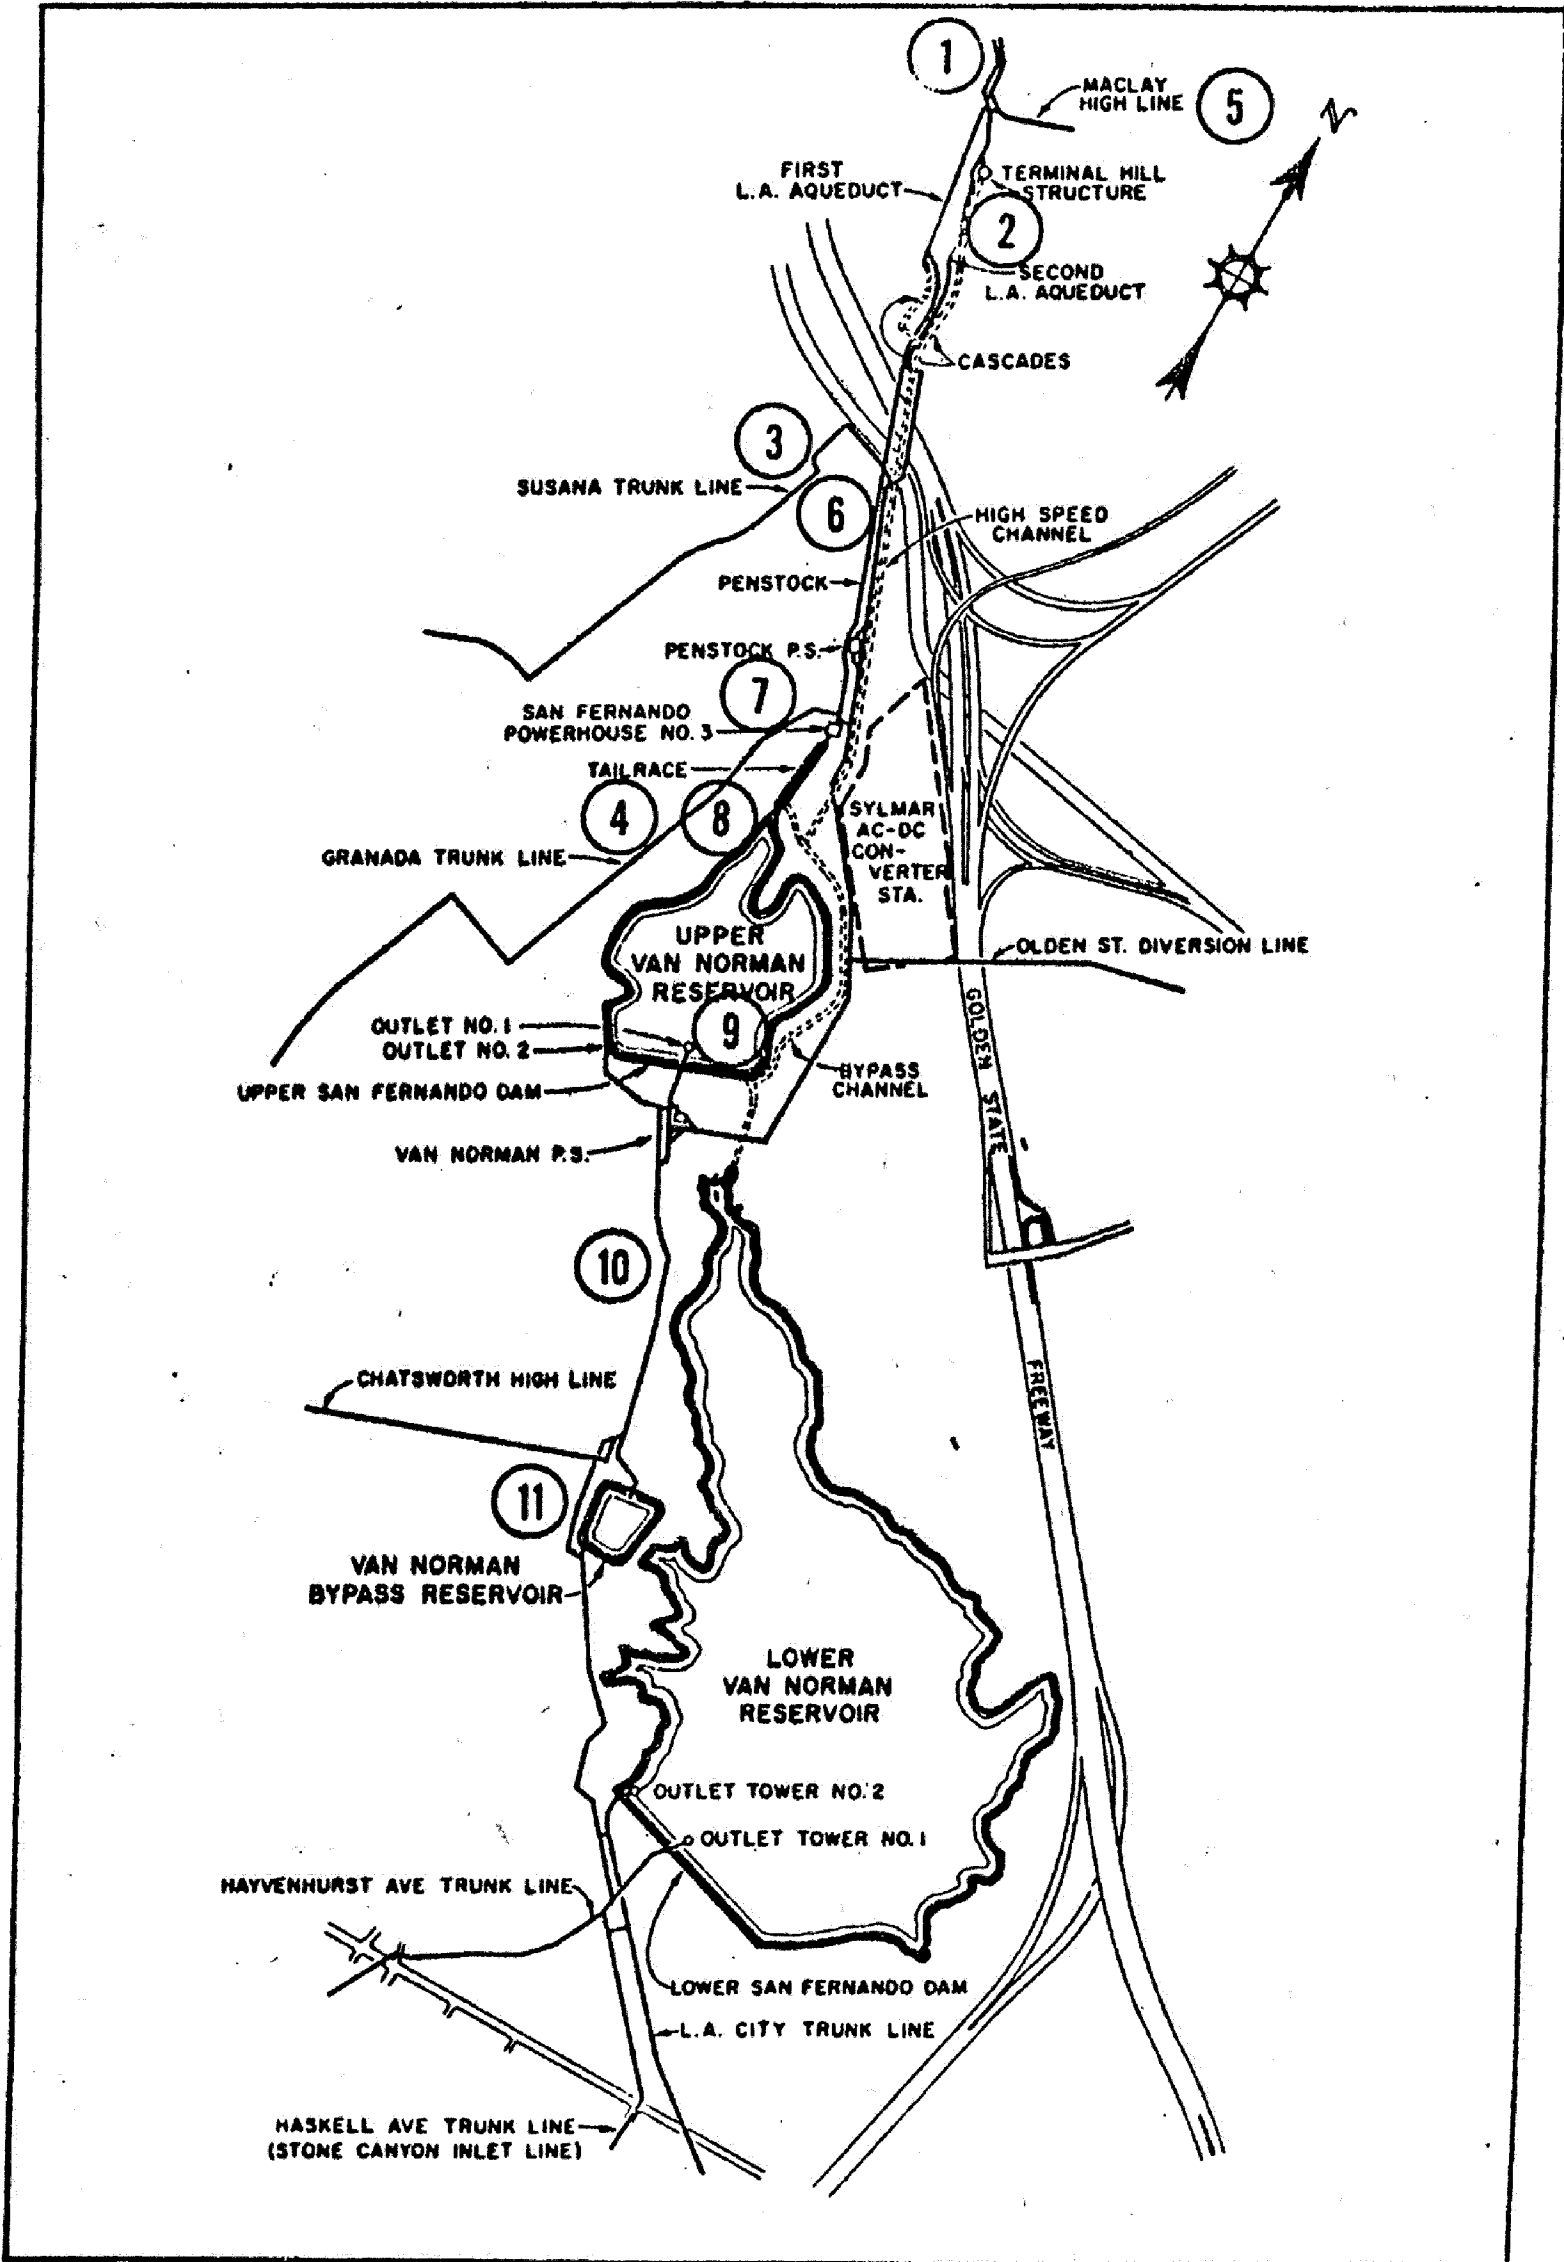 1
MACLAY
HIGH LINE
5
N
FIRST
L.A. AQUEDUCT
TERMINAL HILL
STRUCTURE
2
SECOND
L.A. AQUEDUCT
CASCADES
3
SUSANA TRUNK LINE
6
HIGH SPEED
CHANNEL
PENSTOCK
PENSTOCK P.S.
7
SAN FERNANDO
POWERHOUSE NO. 3
TAILRACE
4
8
SYLMAR
AC-DC
CON-
VERTER
STA.
GRANADA TRUNK LINE
UPPER
VAN NORMAN
RESERVOIR
OLDEN ST. DIVERSION LINE
9
OUTLET NO. 1
OUTLET NO. 2
UPPER SAN FERNANDO DAM
BYPASS
CHANNEL
GOLDEN STATE FREEWAY
VAN NORMAN P.S.
10
CHATSWORTH HIGH LINE
11
VAN NORMAN
BYPASS RESERVOIR
LOWER
VAN NORMAN
RESERVOIR
OUTLET TOWER NO. 2
OUTLET TOWER NO. 1
HAYVENHURST AVE TRUNK LINE
LOWER SAN FERNANDO DAM
L.A. CITY TRUNK LINE
HASKELL AVE TRUNK LINE
(STONE CANYON INLET LINE)